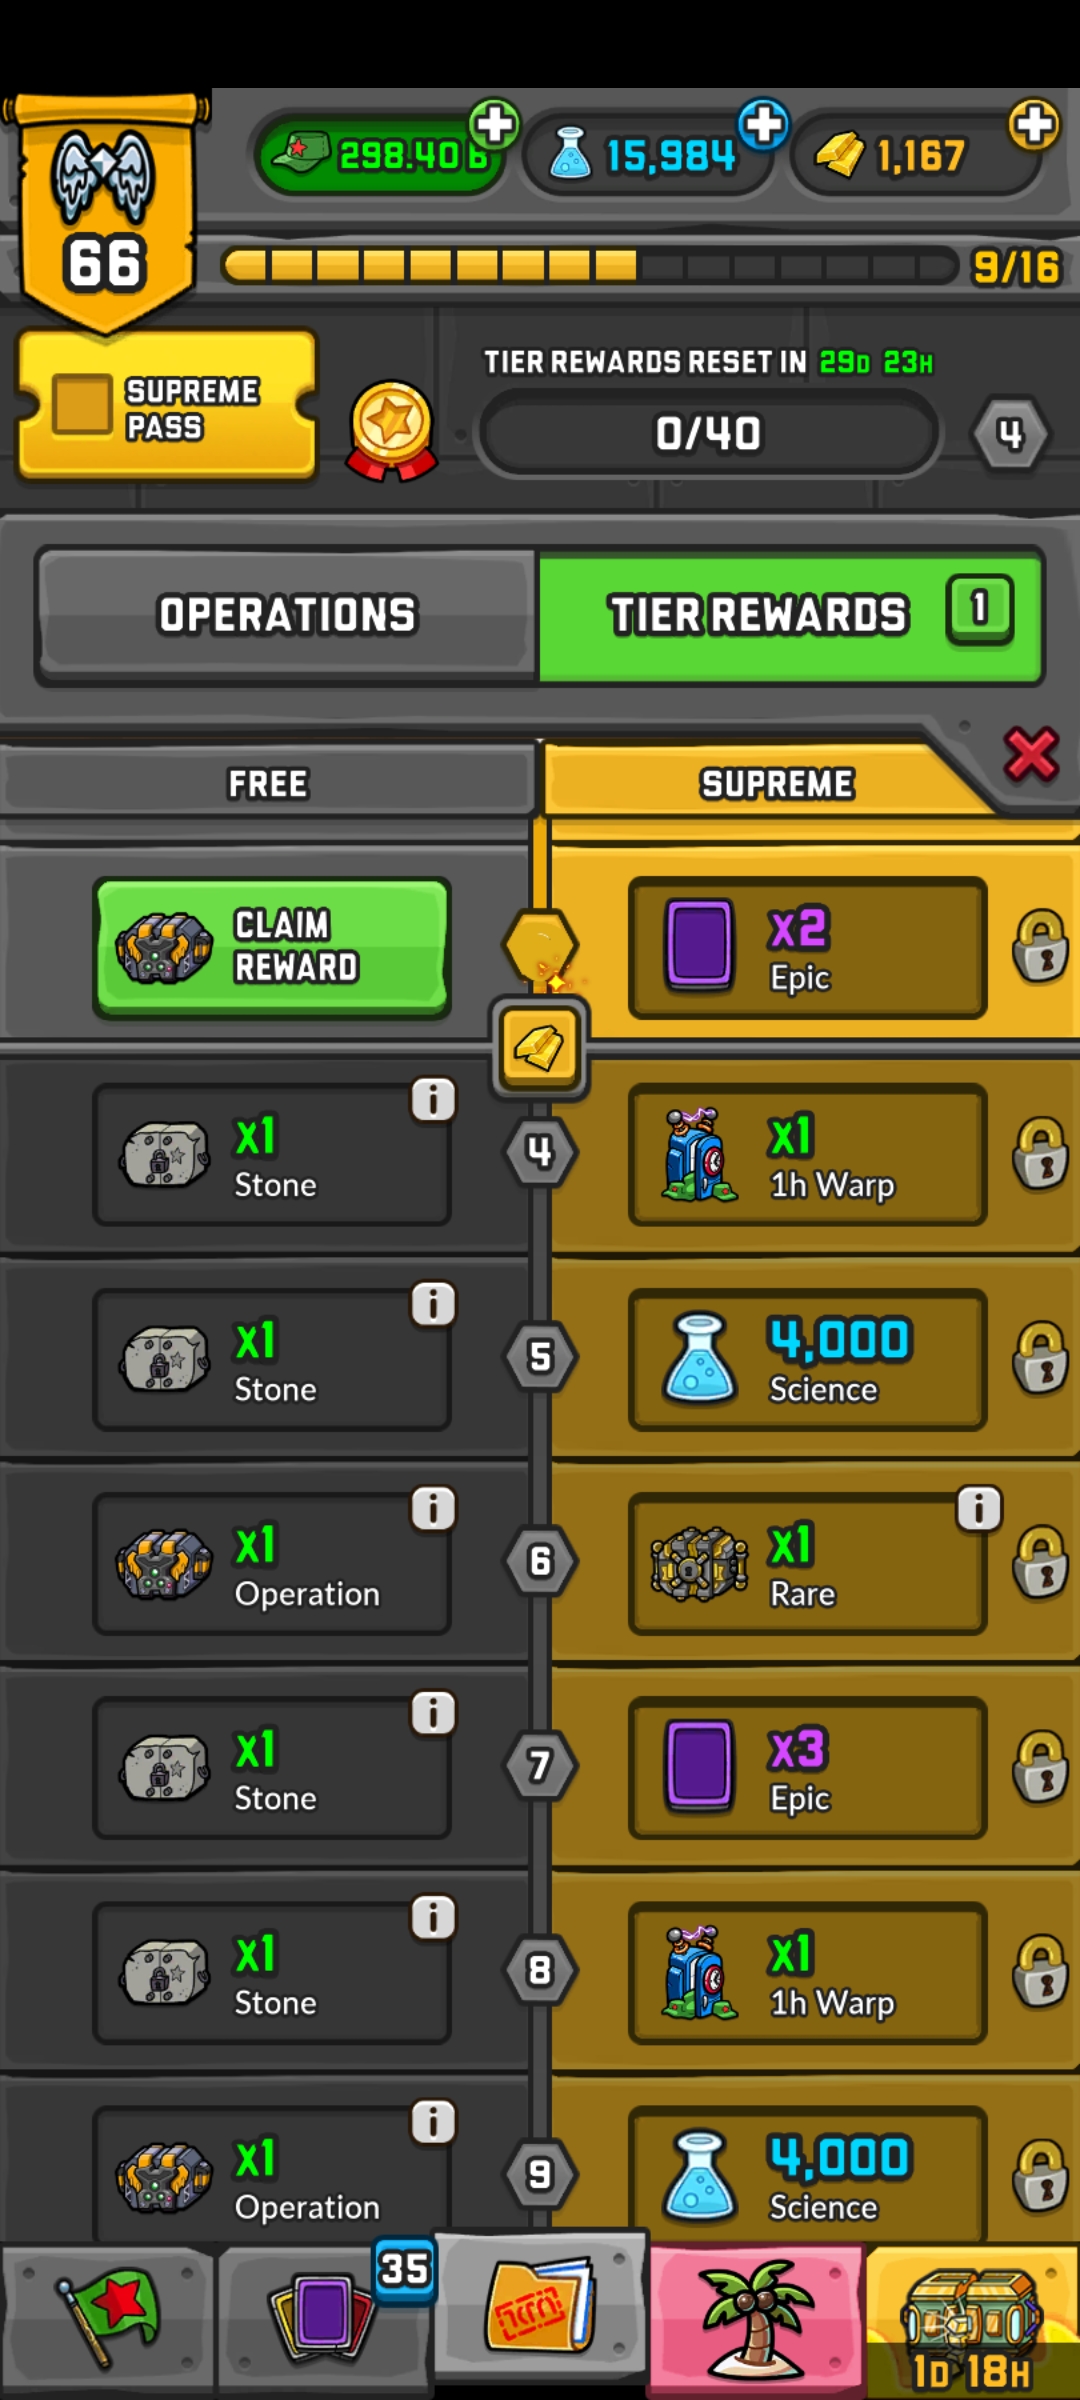 298.40 B
15,984
1,167
66
9/16
SUPREME
PASS
TIER REWARDS RESET IN 29D 23H
0/40
4
OPERATIONS
TIER REWARDS
1
FREE
SUPREME
CLAIM
REWARD
x2
Epic
x1
Stone
4
x1
1h Warp
x1
Stone
5
4,000
Science
x1
Operation
6
x1
Rare
x1
Stone
7
x3
Epic
x1
Stone
8
x1
1h Warp
x1
Operation
9
4,000
Science
35
1D 18H